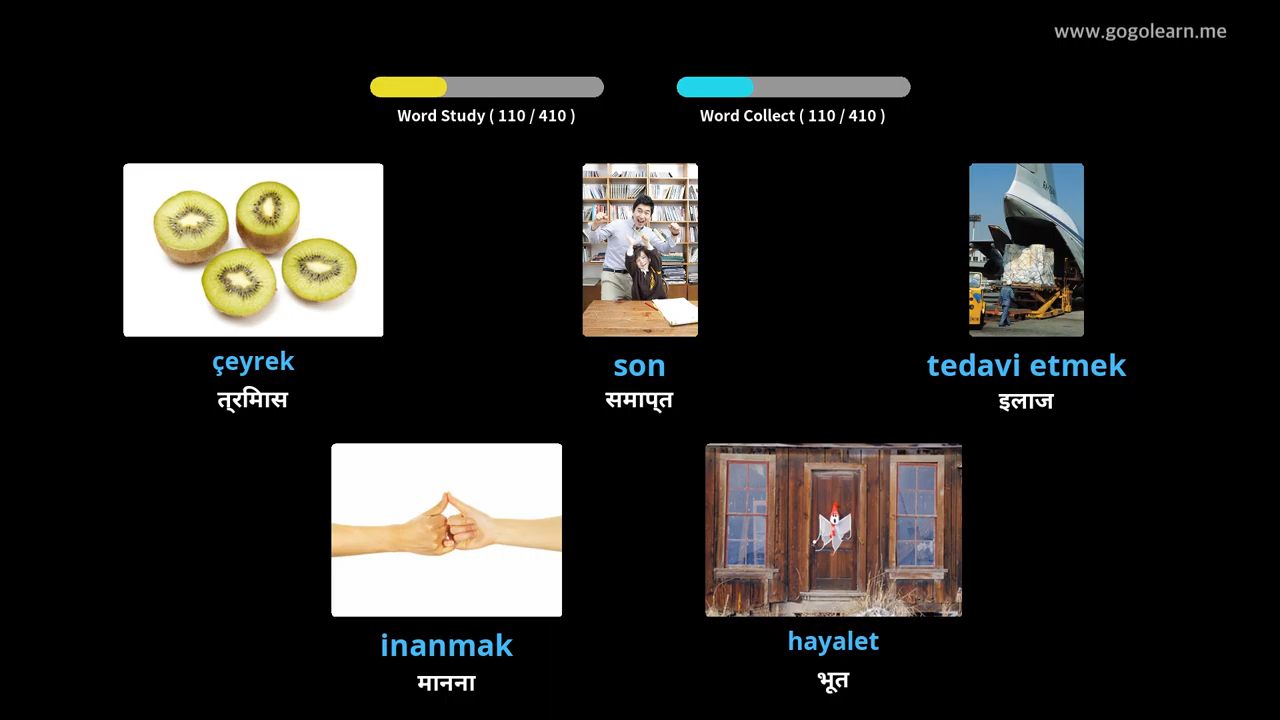 www.gogolearn.me
Word Study ( 110 / 410 )
Word Collect ( 110 / 410 )
çeyrek
त्रिमास
son
समाप्त
tedavi etmek
इलाज
inanmak
मानना
hayalet
भूत